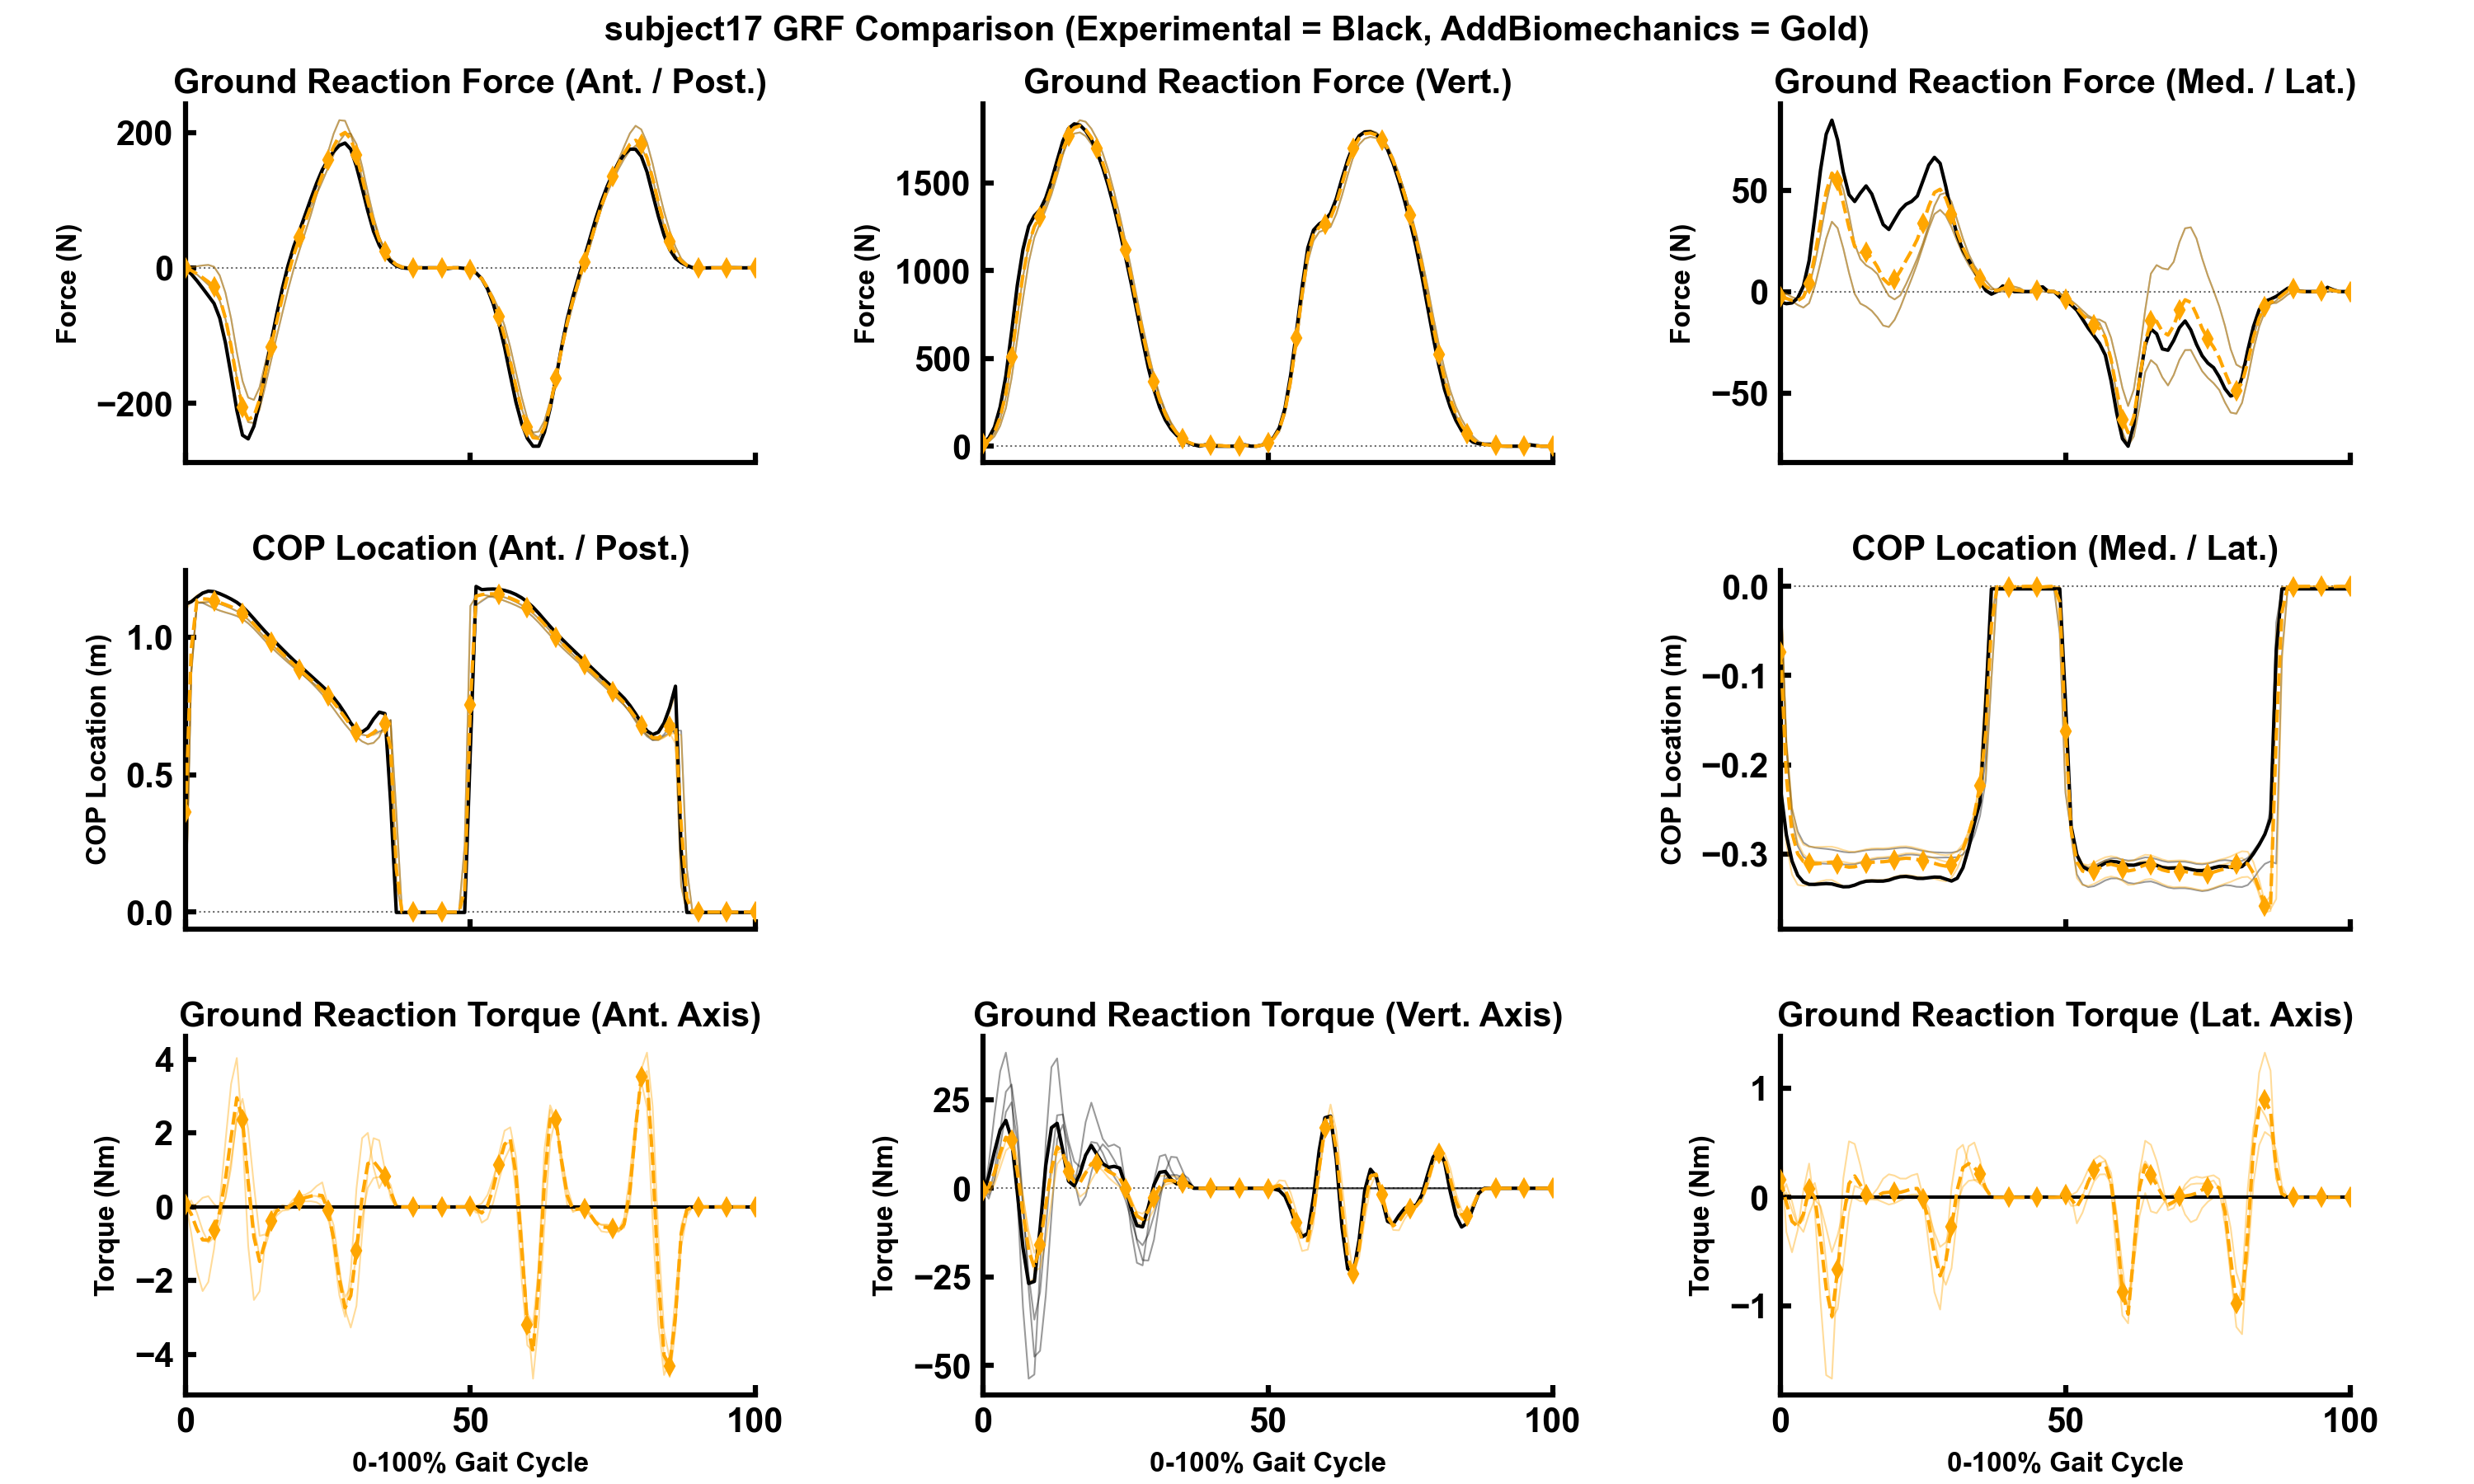 subject17 GRF Comparison (Experimental = Black, AddBiomechanics = Gold)
Ground Reaction Force (Ant. / Post.)
200
0
−200
Force (N)
Ground Reaction Force (Vert.)
1500
1000
500
0
Force (N)
Ground Reaction Force (Med. / Lat.)
50
0
−50
Force (N)
COP Location (Ant. / Post.)
1.0
0.5
0.0
COP Location (m)
COP Location (Med. / Lat.)
0.0
−0.1
−0.2
−0.3
COP Location (m)
Ground Reaction Torque (Ant. Axis)
4
2
0
−2
−4
Torque (Nm)
0 50 100
0-100% Gait Cycle
Ground Reaction Torque (Vert. Axis)
25
0
−25
−50
Torque (Nm)
0 50 100
0-100% Gait Cycle
Ground Reaction Torque (Lat. Axis)
1
0
−1
Torque (Nm)
0 50 100
0-100% Gait Cycle